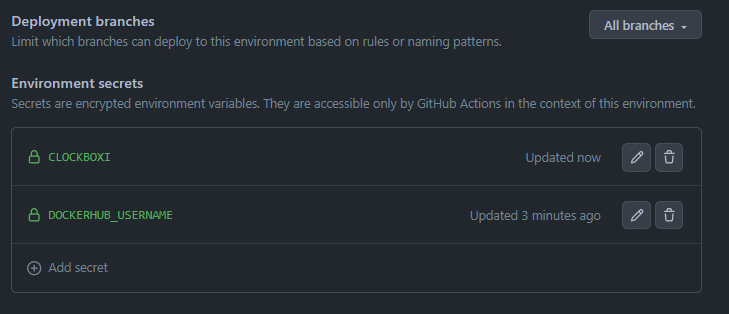 Deployment branches
Limit which branches can deploy to this environment based on rules or naming patterns.
All branches
Environment secrets
Secrets are encrypted environment variables. They are accessible only by GitHub Actions in the context of this environment.
CLOCKBOXI Updated now
DOCKERHUB_USERNAME Updated 3 minutes ago
Add secret